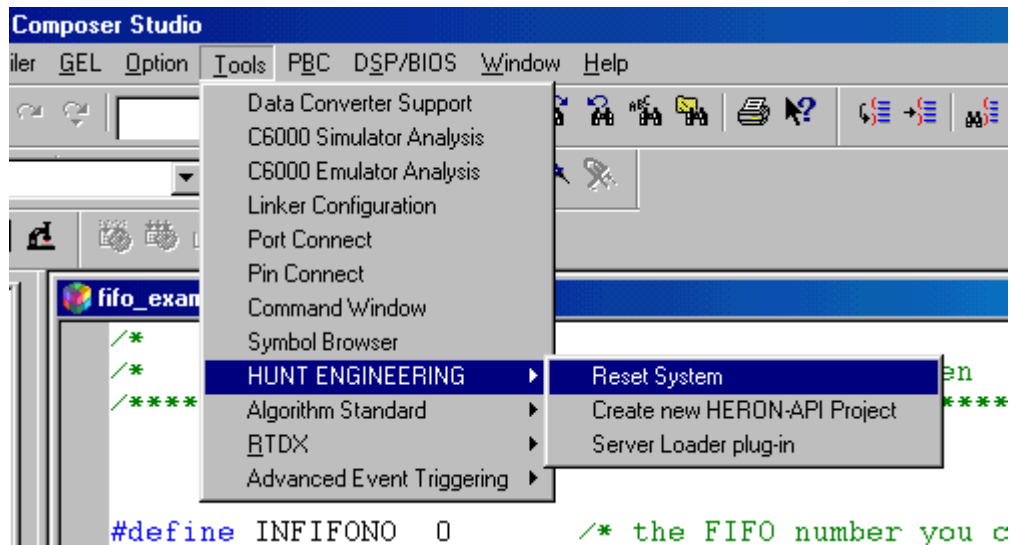 Composer Studio
iler GEL Option Tools PBC DSP/BIOS Window Help
Data Converter Support
C6000 Simulator Analysis
C6000 Emulator Analysis
Linker Configuration
Port Connect
Pin Connect
Command Window
Symbol Browser
HUNT ENGINEERING
Algorithm Standard
RTDX
Advanced Event Triggering
Reset System
Create new HERON-API Project
Server Loader plug-in
fifo_exam
/*
/* en
/**** ****
#define INFIFONO 0 /* the FIFO number you c